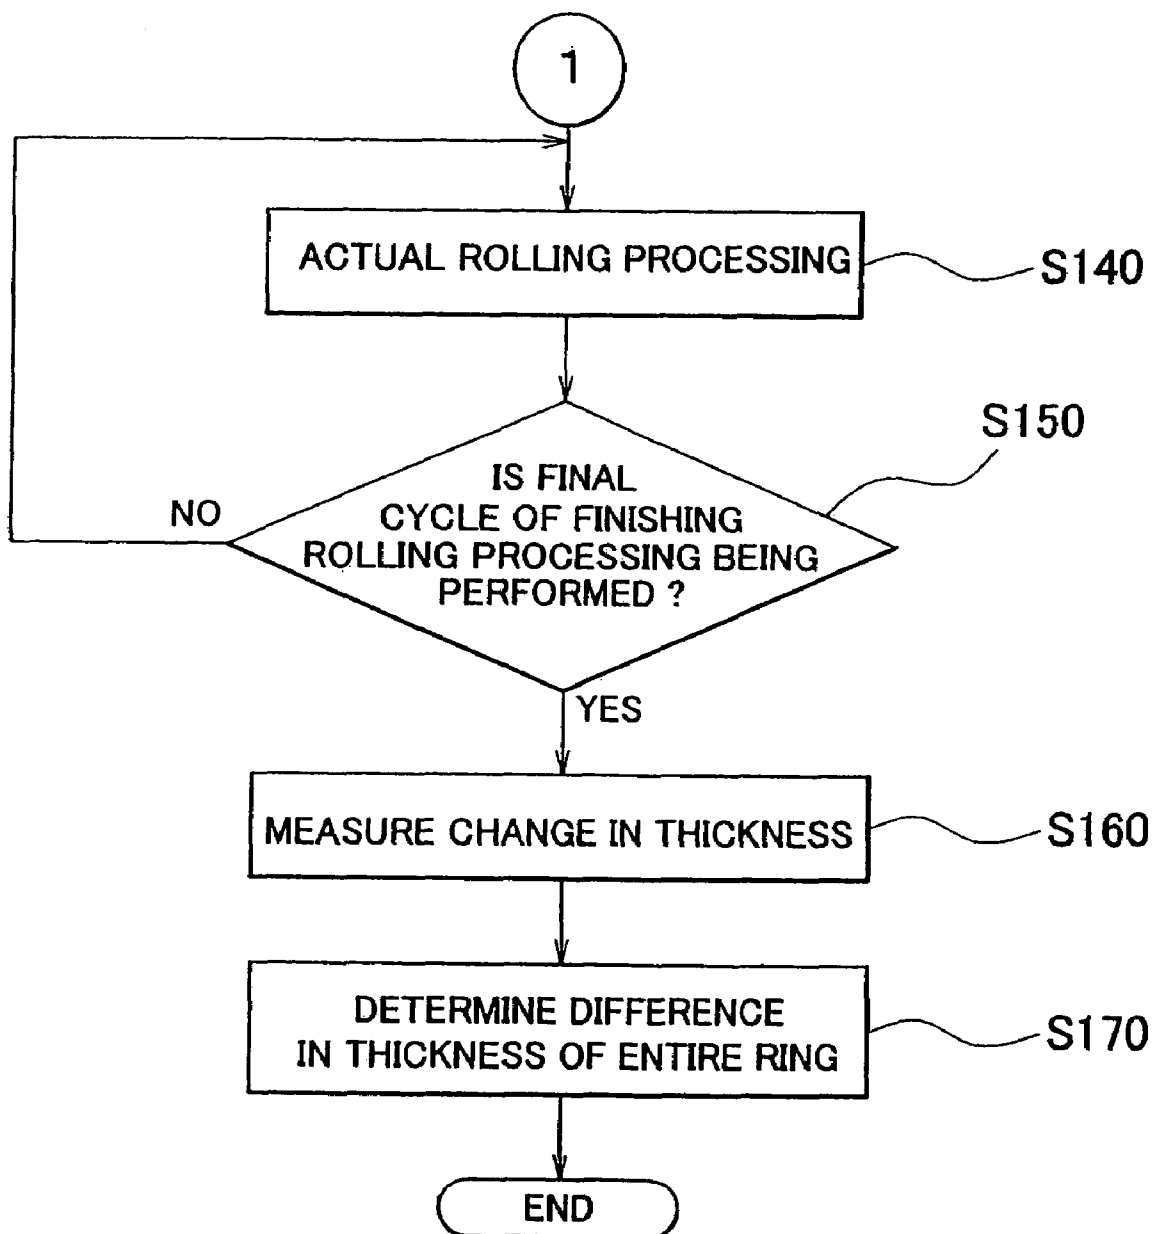 1
ACTUAL ROLLING PROCESSING
S140
S150
IS FINAL
CYCLE OF FINISHING
ROLLING PROCESSING BEING
PERFORMED ?
NO
YES
MEASURE CHANGE IN THICKNESS
S160
DETERMINE DIFFERENCE
IN THICKNESS OF ENTIRE RING
S170
END